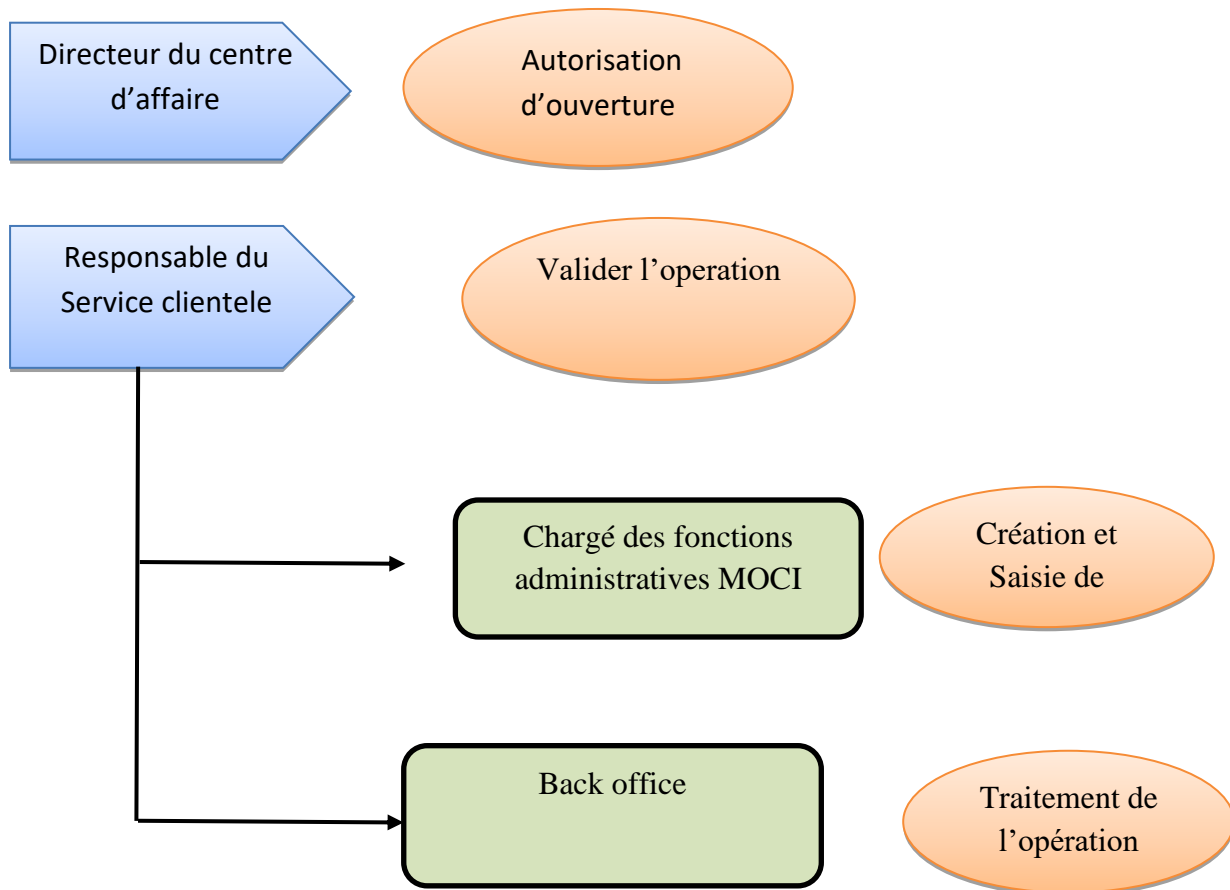 Directeur du centre
d’affaire
Autorisation
d’ouverture
Responsable du
Service clientele
Valider l’operation
Chargé des fonctions
administratives MOCI
Création et
Saisie de
Back office
Traitement de
l’opération